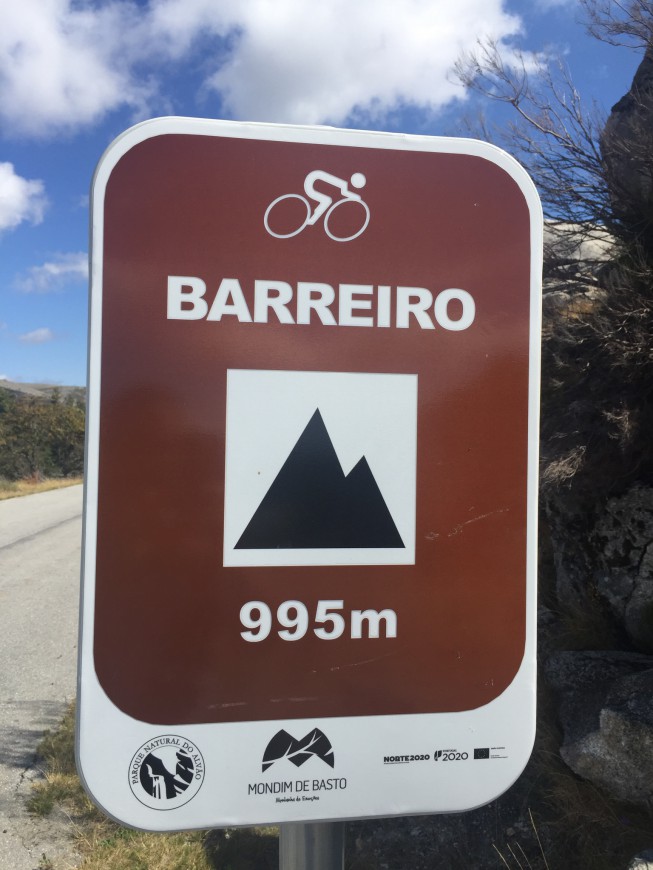 BARREIRO
995m
PARQUE NATURAL DO ALVÃO
MONDIM DE BASTO
NORTE2020
2020